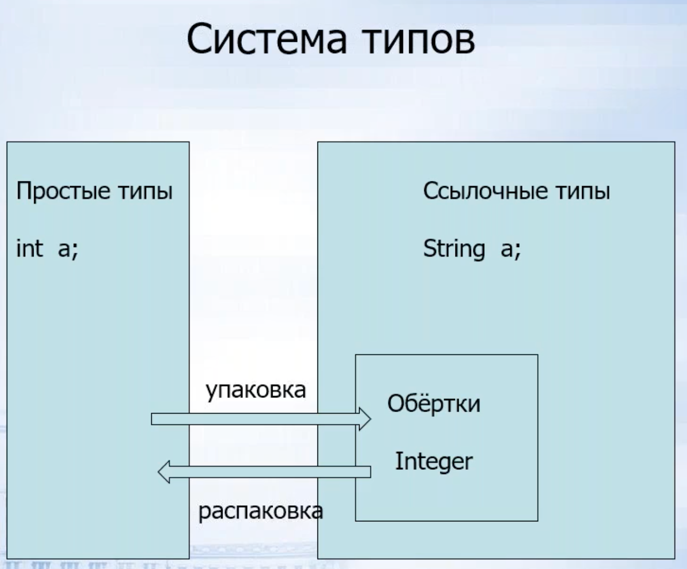 Система типов
Простые типы
int a;
Ссылочные типы
String a;
упаковка
Обёртки
Integer
распаковка